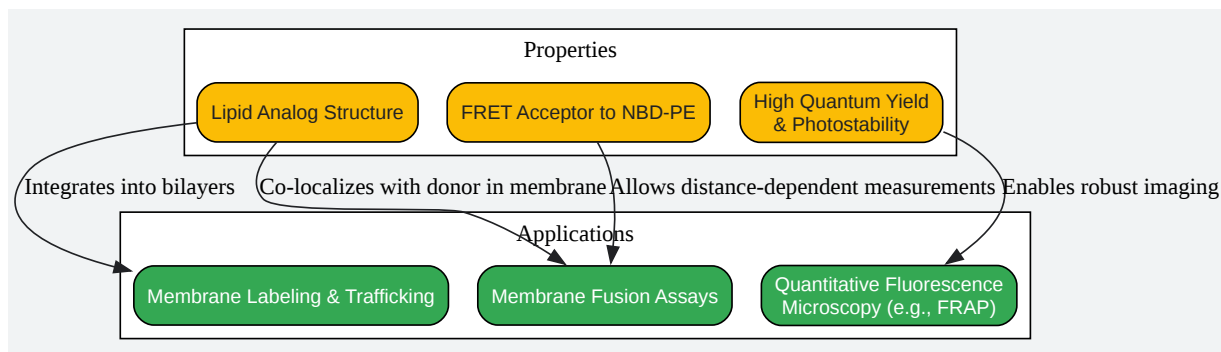 Properties
Lipid Analog Structure
FRET Acceptor to NBD-PE
High Quantum Yield
& Photostability
Integrates into bilayers
Co-localizes with donor in membrane
Allows distance-dependent measurements
Enables robust imaging
Applications
Membrane Labeling & Trafficking
Membrane Fusion Assays
Quantitative Fluorescence
Microscopy (e.g., FRAP)